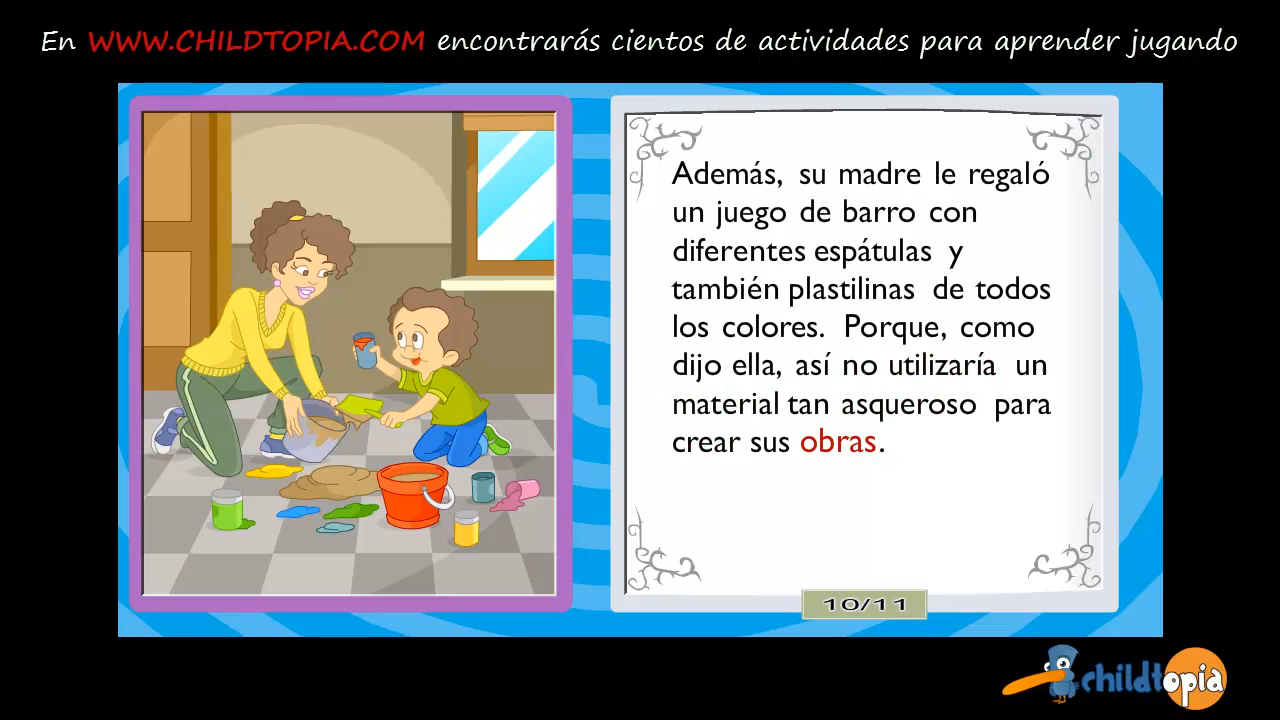 En WWW.CHILDTOPIA.COM encontrarás cientos de actividades para aprender jugando
Además, su madre le regaló
un juego de barro con
diferentes espátulas y
también plastilinas de todos
los colores. Porque, como
dijo ella, así no utilizaría un
material tan asqueroso para
crear sus obras.
10/11
childtopia